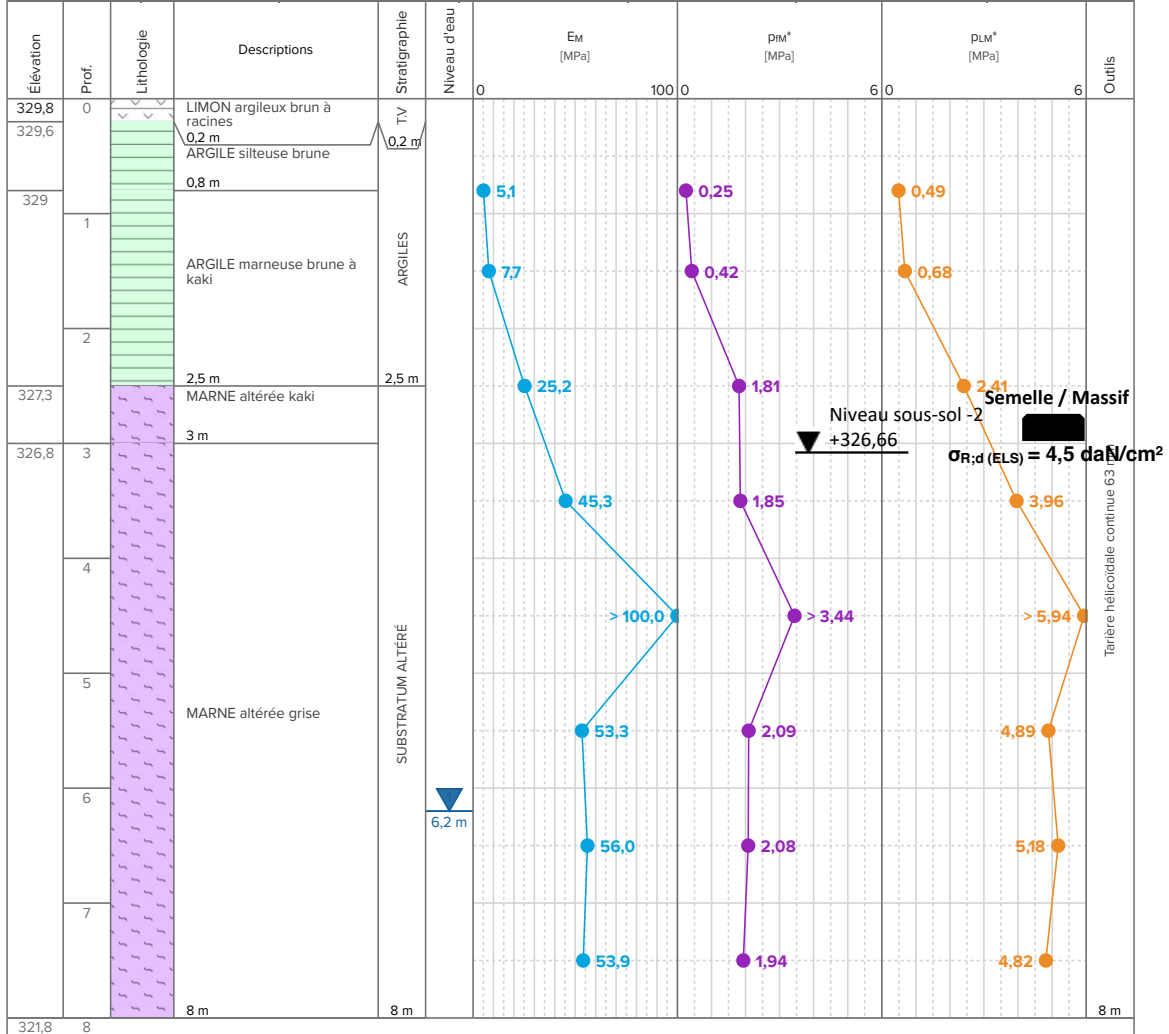 Élévation
Prof.
Lithologie
Descriptions
Stratigraphie
Niveau d'eau
EM
[MPa]
0 100
pfM*
[MPa]
0 6
pLM*
[MPa]
0 6
Outils
329,8
0
LIMON argileux brun à
racines
T.V
329,6
0,2 m
0,2 m
ARGILE silteuse brune
0,8 m
329
5,1
0,25
0,49
1
ARGILE marneuse brune à
kaki
ARGILES
7,7
0,42
0,68
2
2,5 m
2,5 m
327,3
25,2
1,81
2,41
MARNE altérée kaki
Semelle / Massif
Niveau sous-sol -2
+326,66
3 m
326,8
3
σR;d (ELS) = 4,5 daN/cm²
45,3
1,85
3,96
Tarière hélicoïdale continue 63 mm
4
> 100,0
> 3,44
> 5,94
5
MARNE altérée grise
SUBSTRATUM ALTÉRÉ
53,3
2,09
4,89
6
6,2 m
56,0
2,08
5,18
7
53,9
1,94
4,82
8 m
8 m
8 m
321,8
8